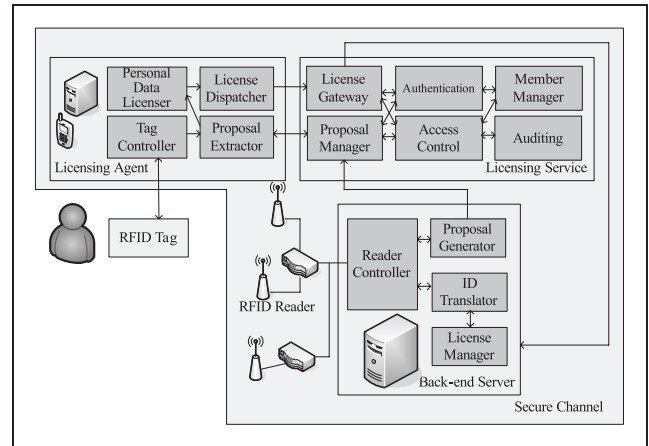 Personal
Data
Licenser
License
Dispatcher
Tag
Controller
Proposal
Extractor
Licensing Agent
License
Gateway
Authentication
Member
Manager
Proposal
Manager
Access
Control
Auditing
Licensing Service
RFID Tag
RFID Reader
Reader
Controller
Proposal
Generator
ID
Translator
License
Manager
Back-end Server
Secure Channel